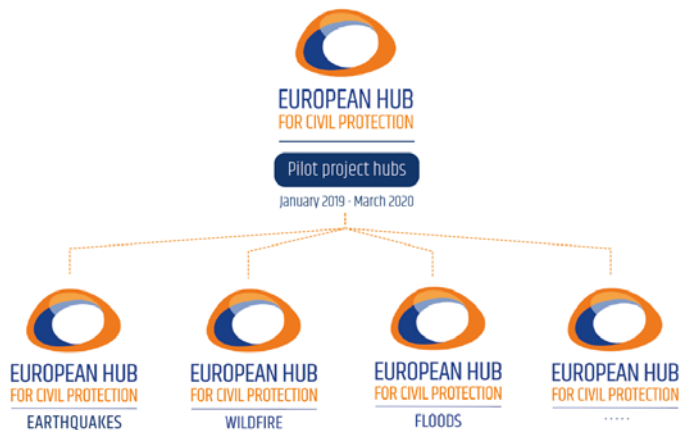 EUROPEAN HUB
FOR CIVIL PROTECTION
Pilot project hubs
January 2019 - March 2020
EUROPEAN HUB
FOR CIVIL PROTECTION
EARTHQUAKES
EUROPEAN HUB
FOR CIVIL PROTECTION
WILDFIRE
EUROPEAN HUB
FOR CIVIL PROTECTION
FLOODS
EUROPEAN HUB
FOR CIVIL PROTECTION
.....